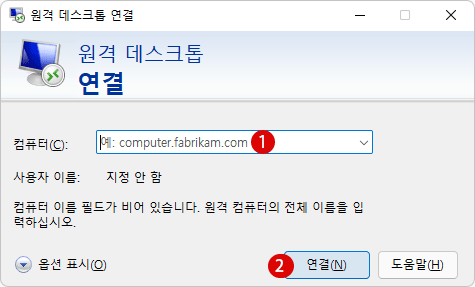 원격 데스크톱 연결
원격 데스크톱
연결
컴퓨터(C):
예: computer.fabrikam.com
1
사용자 이름:
지정 안 함
컴퓨터 이름 필드가 비어 있습니다. 원격 컴퓨터의 전체 이름을 입
력하십시오.
옵션 표시(O)
2
연결(N)
도움말(H)